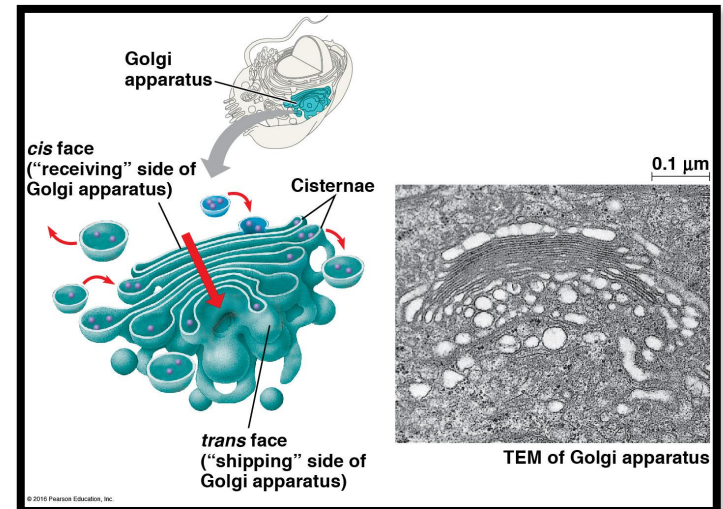 Golgi
apparatus
cis face
(“receiving” side of
Golgi apparatus)
Cisternae
0.1 µm
trans face
(“shipping” side of
Golgi apparatus)
TEM of Golgi apparatus
© 2016 Pearson Education, Inc.